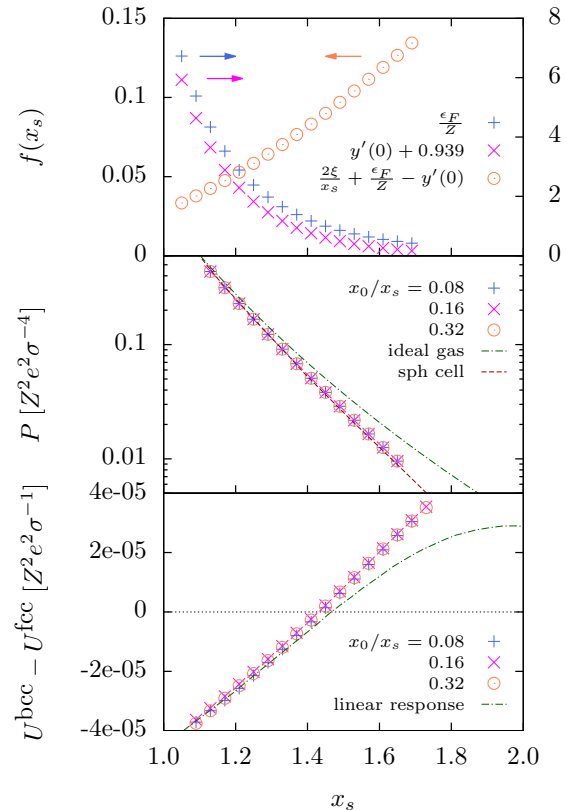 0.15
0.1
0.05
0
8
6
4
2
0
f(x_s)
ϵ_F/Z
y′(0) + 0.939
2ξ/x_s + ϵ_F/Z − y′(0)
0.1
0.01
P [Z²e²σ⁻⁴]
x₀/x_s = 0.08
0.16
0.32
ideal gas
sph cell
4e-05
2e-05
0
-2e-05
-4e-05
U^bcc − U^fcc [Z²e²σ⁻¹]
x₀/x_s = 0.08
0.16
0.32
linear response
1.0 1.2 1.4 1.6 1.8 2.0
x_s